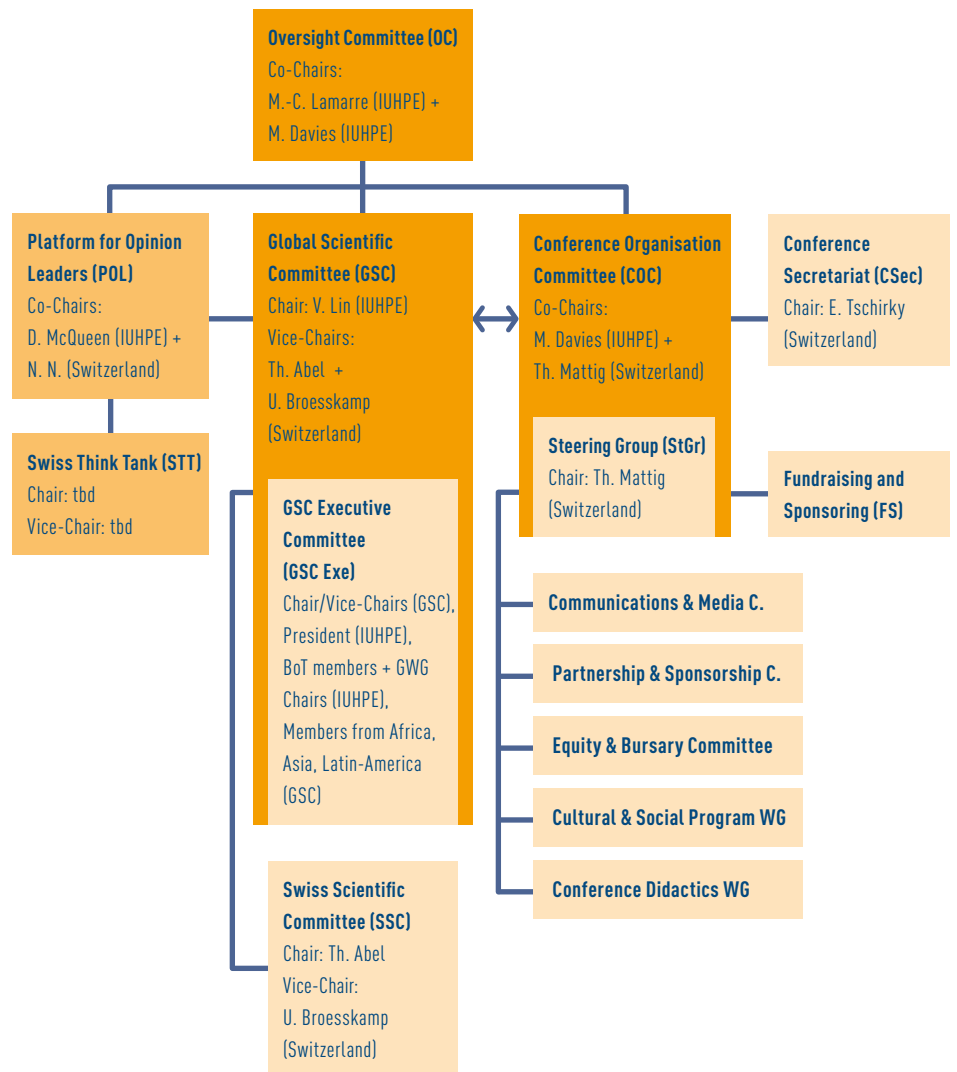 Oversight Committee (OC)
Co-Chairs:
M.-C. Lamarre (IUHPE) +
M. Davies (IUHPE)
Platform for Opinion
Leaders (POL)
Co-Chairs:
D. McQueen (IUHPE) +
N. N. (Switzerland)
Global Scientific
Committee (GSC)
Chair: V. Lin (IUHPE)
Vice-Chairs:
Th. Abel +
U. Broesskamp
(Switzerland)
Conference Organisation
Committee (COC)
Co-Chairs:
M. Davies (IUHPE) +
Th. Mattig (Switzerland)
Conference
Secretariat (CSec)
Chair: E. Tschirky
(Switzerland)
Swiss Think Tank (STT)
Chair: tbd
Vice-Chair: tbd
GSC Executive
Committee
(GSC Exe)
Chair/Vice-Chairs (GSC),
President (IUHPE),
BoT members + GWG
Chairs (IUHPE),
Members from Africa,
Asia, Latin-America
(GSC)
Steering Group (StGr)
Chair: Th. Mattig
(Switzerland)
Fundraising and
Sponsoring (FS)
Communications & Media C.
Partnership & Sponsorship C.
Equity & Bursary Committee
Cultural & Social Program WG
Conference Didactics WG
Swiss Scientific
Committee (SSC)
Chair: Th. Abel
Vice-Chair:
U. Broesskamp
(Switzerland)